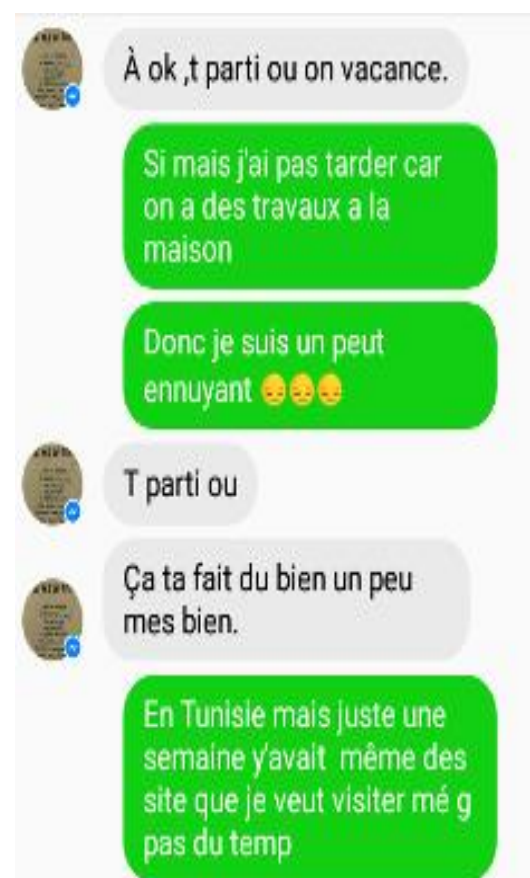 À ok ,t parti ou on vacance.
Si mais j'ai pas tarder car
on a des travaux a la
maison
Donc je suis un peut
ennuyant 😔😔😔
T parti ou
Ça ta fait du bien un peu
mes bien.
En Tunisie mais juste une
semaine y'avait même des
site que je veut visiter mé g
pas du temp